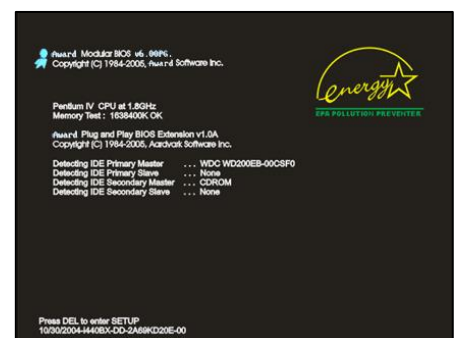 Award Modular BIOS v6.00PG.
Copyright (C) 1984-2005, Award Software Inc.
energy
EPA POLLUTION PREVENTER
Pentium IV CPU at 1.8GHz
Memory Test : 1638400K OK
Award Plug and Play BIOS Extension v1.0A
Copyright (C) 1984-2005, Aardvark Software Inc.
Detecting IDE Primary Master ... WDC WD200EB-00CSF0
Detecting IDE Primary Slave ... None
Detecting IDE Secondary Master ... CDROM
Detecting IDE Secondary Slave ... None
Press DEL to enter SETUP
10/30/2004-I440BX-DD-2A69KD20E-00